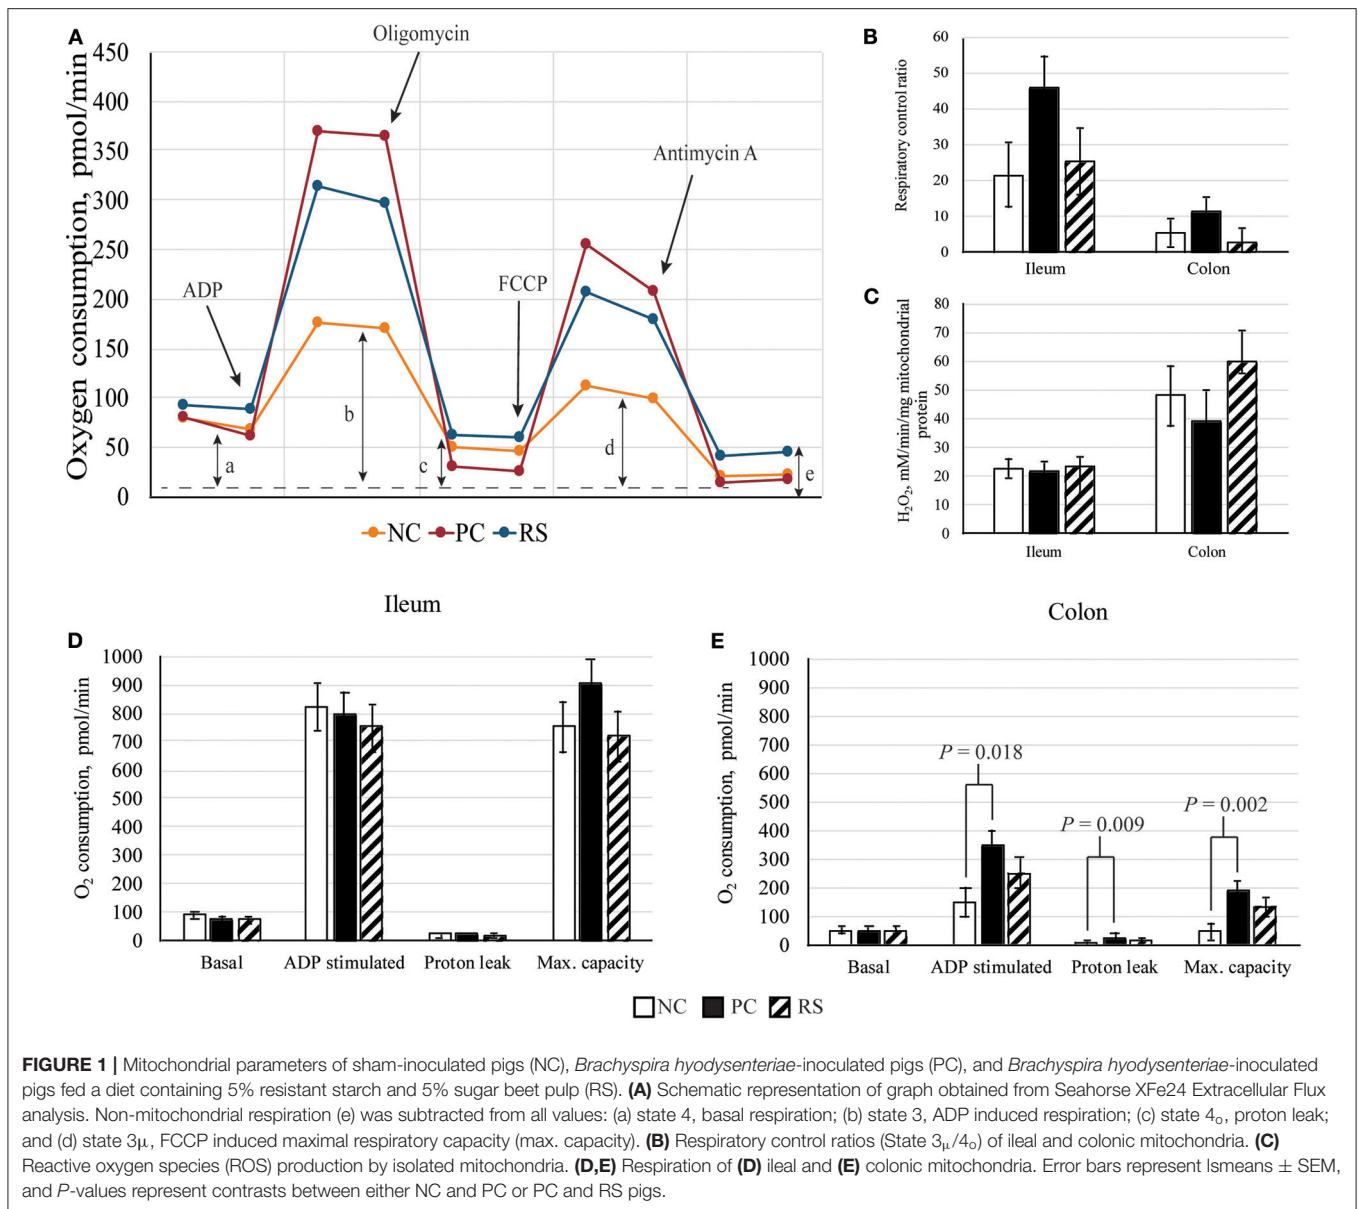 A
Oligomycin
Oxygen consumption, pmol/min
450
400
350
300
250
200
150
100
50
0
ADP
FCCP
Antimycin A
a
b
c
d
e
NC PC RS
B
Respiratory control ratio
60
50
40
30
20
10
0
Ileum Colon
C
H₂O₂, mM/min/mg mitochondrial
protein
80
70
60
50
40
30
20
10
0
Ileum Colon
Ileum
D
O₂ consumption, pmol/min
1000
900
800
700
600
500
400
300
200
100
0
Basal ADP stimulated Proton leak Max. capacity
Colon
E
O₂ consumption, pmol/min
1000
900
800
700
600
500
400
300
200
100
0
P = 0.018
P = 0.009
P = 0.002
Basal ADP stimulated Proton leak Max. capacity
NC PC RS
FIGURE 1 | Mitochondrial parameters of sham-inoculated pigs (NC), Brachyspira hyodysenteriae-inoculated pigs (PC), and Brachyspira hyodysenteriae-inoculated
pigs fed a diet containing 5% resistant starch and 5% sugar beet pulp (RS). (A) Schematic representation of graph obtained from Seahorse XFe24 Extracellular Flux
analysis. Non-mitochondrial respiration (e) was subtracted from all values: (a) state 4, basal respiration; (b) state 3, ADP induced respiration; (c) state 4ₒ, proton leak;
and (d) state 3μ, FCCP induced maximal respiratory capacity (max. capacity). (B) Respiratory control ratios (State 3μ/4ₒ) of ileal and colonic mitochondria. (C)
Reactive oxygen species (ROS) production by isolated mitochondria. (D,E) Respiration of (D) ileal and (E) colonic mitochondria. Error bars represent lsmeans ± SEM,
and P-values represent contrasts between either NC and PC or PC and RS pigs.